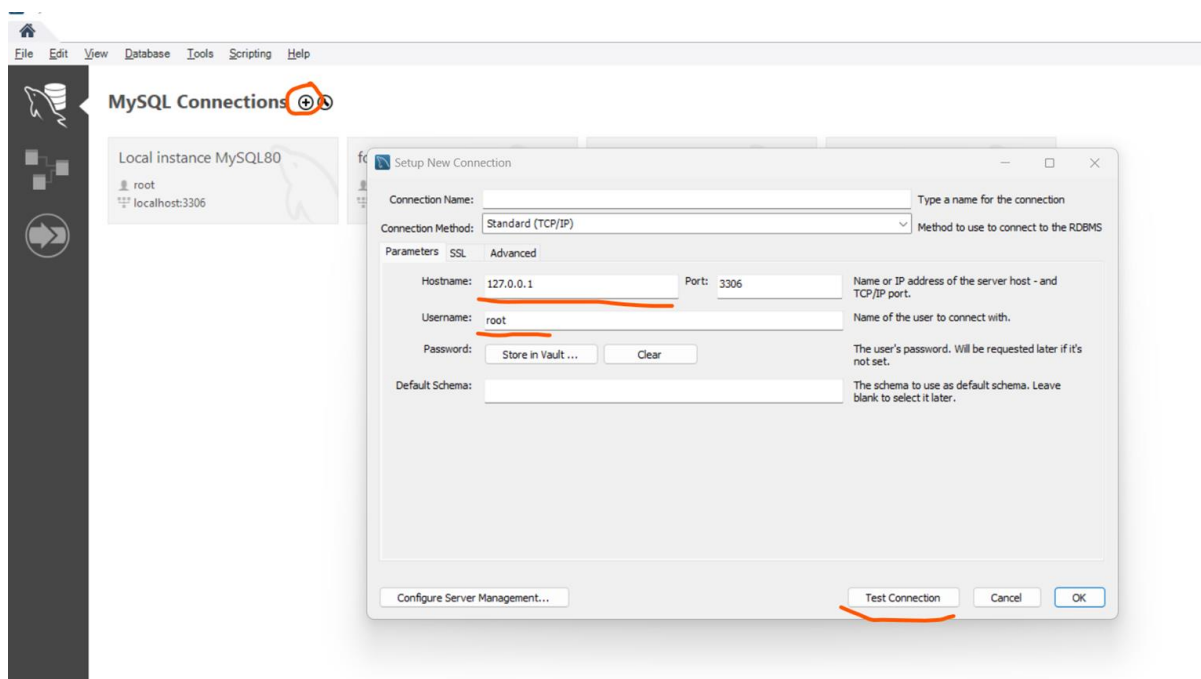 File Edit View Database Tools Scripting Help
MySQL Connections
Local instance MySQL80
root
localhost:3306
Setup New Connection
Connection Name: Type a name for the connection
Connection Method: Standard (TCP/IP) Method to use to connect to the RDBMS
Parameters SSL Advanced
Hostname: 127.0.0.1 Port: 3306 Name or IP address of the server host - and
TCP/IP port.
Username: root Name of the user to connect with.
Password: Store in Vault ... Clear The user's password. Will be requested later if it's
not set.
Default Schema: The schema to use as default schema. Leave
blank to select it later.
Configure Server Management... Test Connection Cancel OK